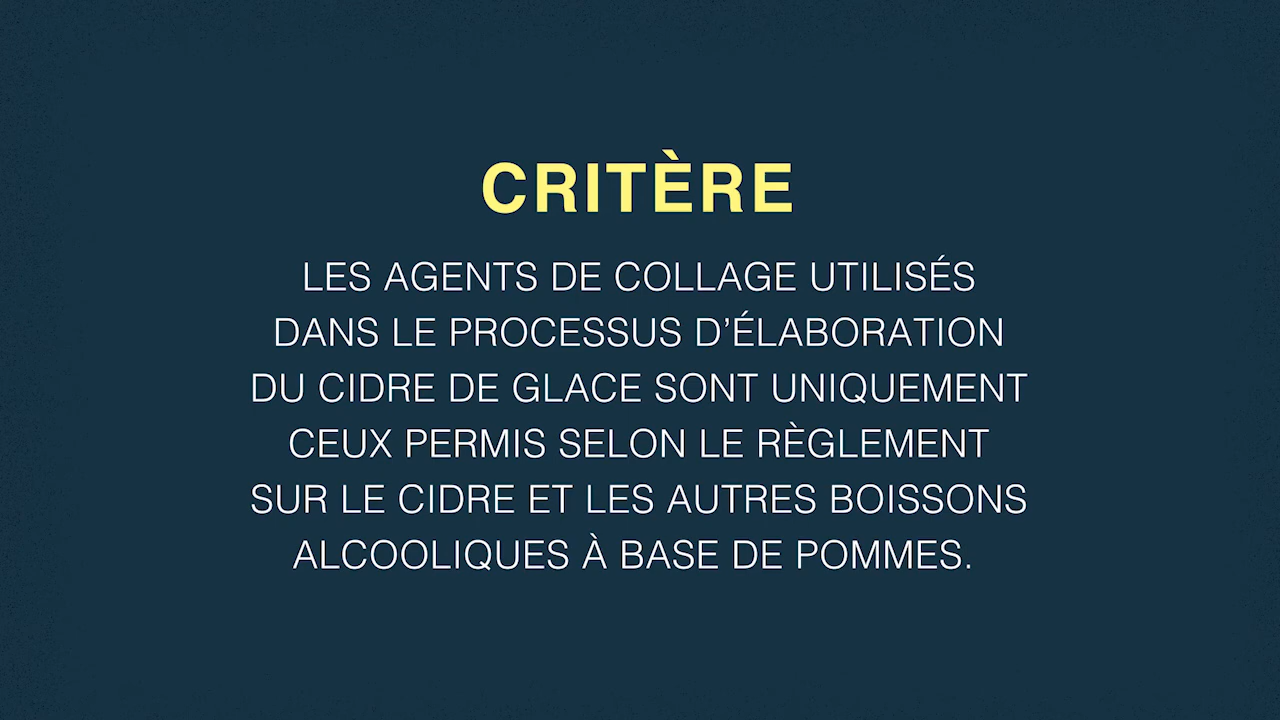 CRITÈRE
LES AGENTS DE COLLAGE UTILISÉS
DANS LE PROCESSUS D’ÉLABORATION
DU CIDRE DE GLACE SONT UNIQUEMENT
CEUX PERMIS SELON LE RÈGLEMENT
SUR LE CIDRE ET LES AUTRES BOISSONS
ALCOOLIQUES À BASE DE POMMES.